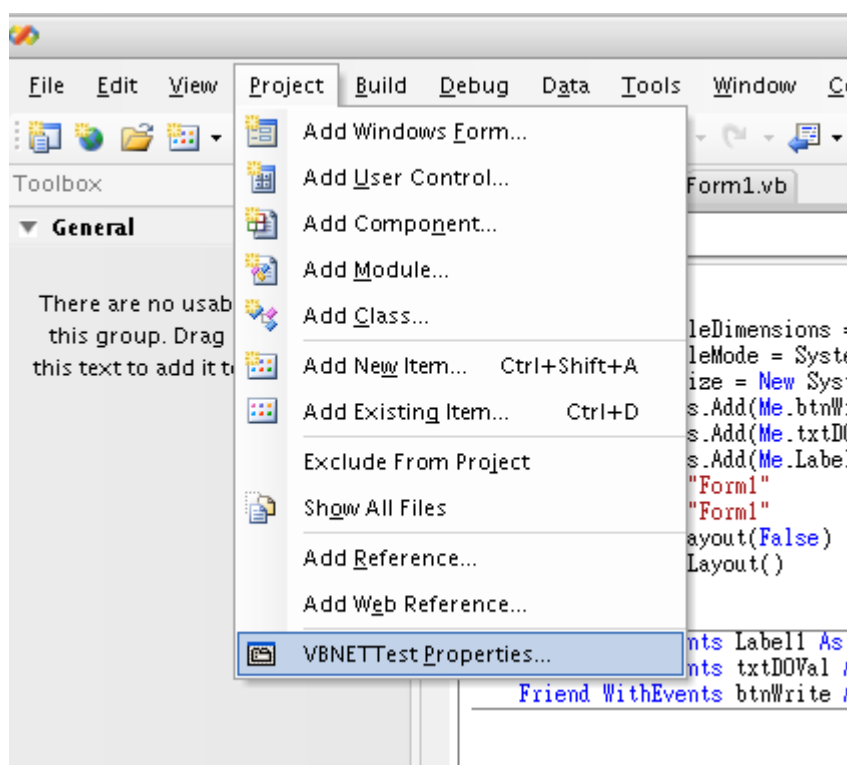 File Edit View Project Build Debug Data Tools Window
Add Windows Form...
Toolbox
Add User Control...
Form1.vb
General
Add Component...
Add Module...
There are no usab
this group. Drag
this text to add it t
Add Class...
leDimensions =
leMode = Syste
Add New Item... Ctrl+Shift+A
ize = New Syst
s.Add(Me.btnW
Add Existing Item... Ctrl+D
s.Add(Me.txtDO
s.Add(Me.Label
Exclude From Project
"Form1"
Show All Files
"Form1"
ayout(False)
Layout()
Add Reference...
Add Web Reference...
VBNETTest Properties...
nts Label1 As
nts txtDOVal A
Friend WithEvents btnWrite A